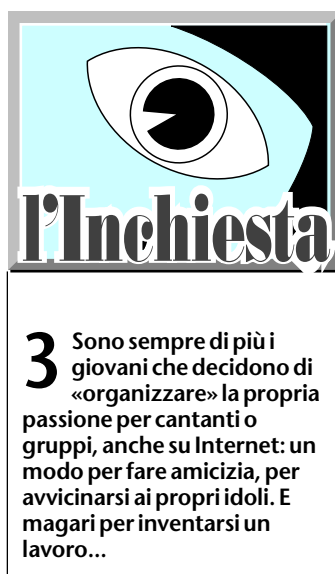 l'Inchiesta
3 Sono sempre di più i
giovani che decidono di
«organizzare» la propria
passione per cantanti o
gruppi, anche su Internet: un
modo per fare amicizia, per
avvicinarsi ai propri idoli. E
magari per inventarsi un
lavoro...